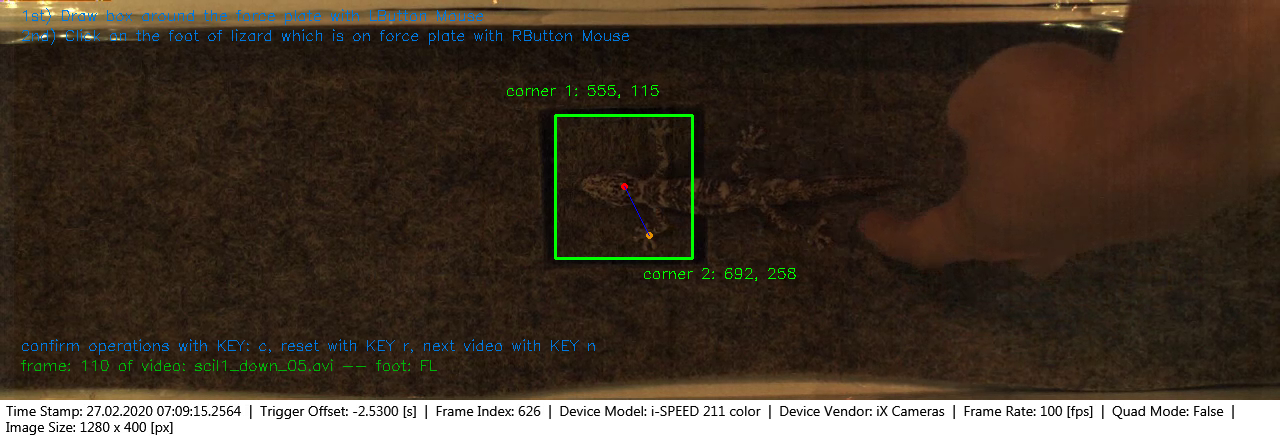 1st) Draw box around the force plate with LButton Mouse
2nd) Click on the foot of lizard which is on force plate with RButton Mouse
corner 1: 555, 115
corner 2: 692, 258
confirm operations with KEY: c, reset with KEY r, next video with KEY n
frame: 110 of video: scil1_down_05.avi -- foot: FL
Time Stamp: 27.02.2020 07:09:15.2564 | Trigger Offset: -2.5300 [s] | Frame Index: 626 | Device Model: i-SPEED 211 color | Device Vendor: iX Cameras | Frame Rate: 100 [fps] | Quad Mode: False |
Image Size: 1280 x 400 [px]